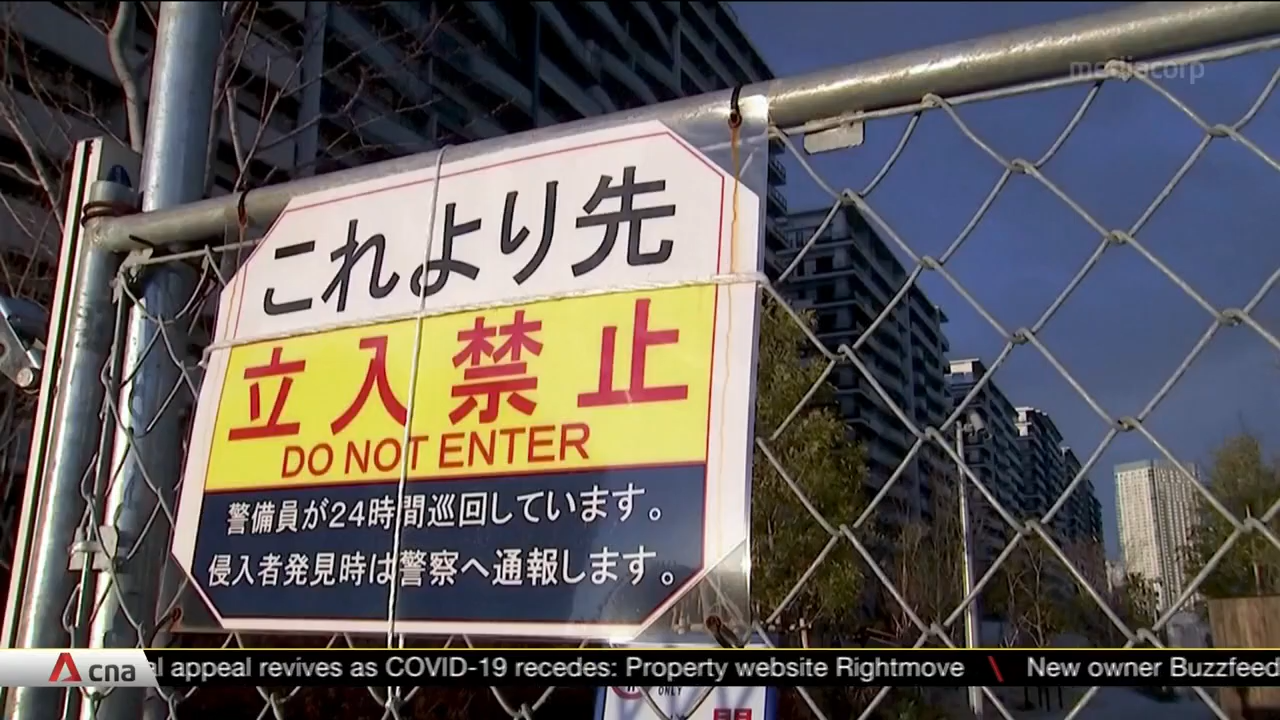 mediacorp
これより先
立入禁止
DO NOT ENTER
警備員が24時間巡回しています。
侵入者発見時は警察へ通報します。
cna
l appeal revives as COVID-19 recedes: Property website Rightmove \ New owner Buzzfeed
ONLY